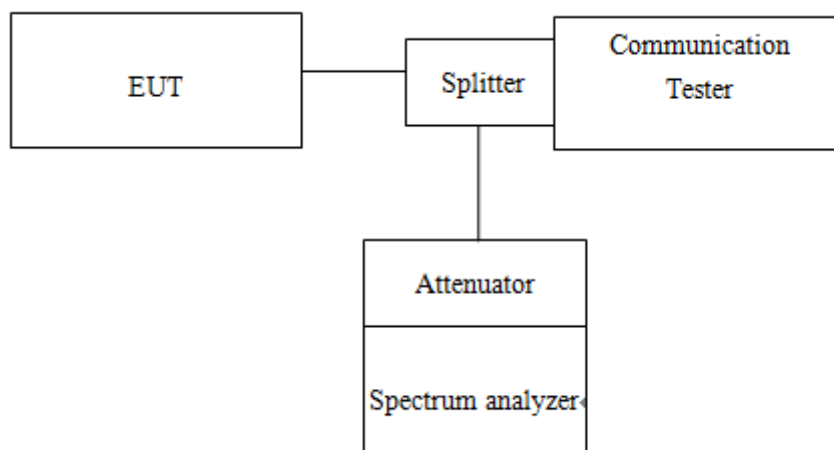 EUT
Splitter
Communication
Tester
Attenuator
Spectrum analyzer